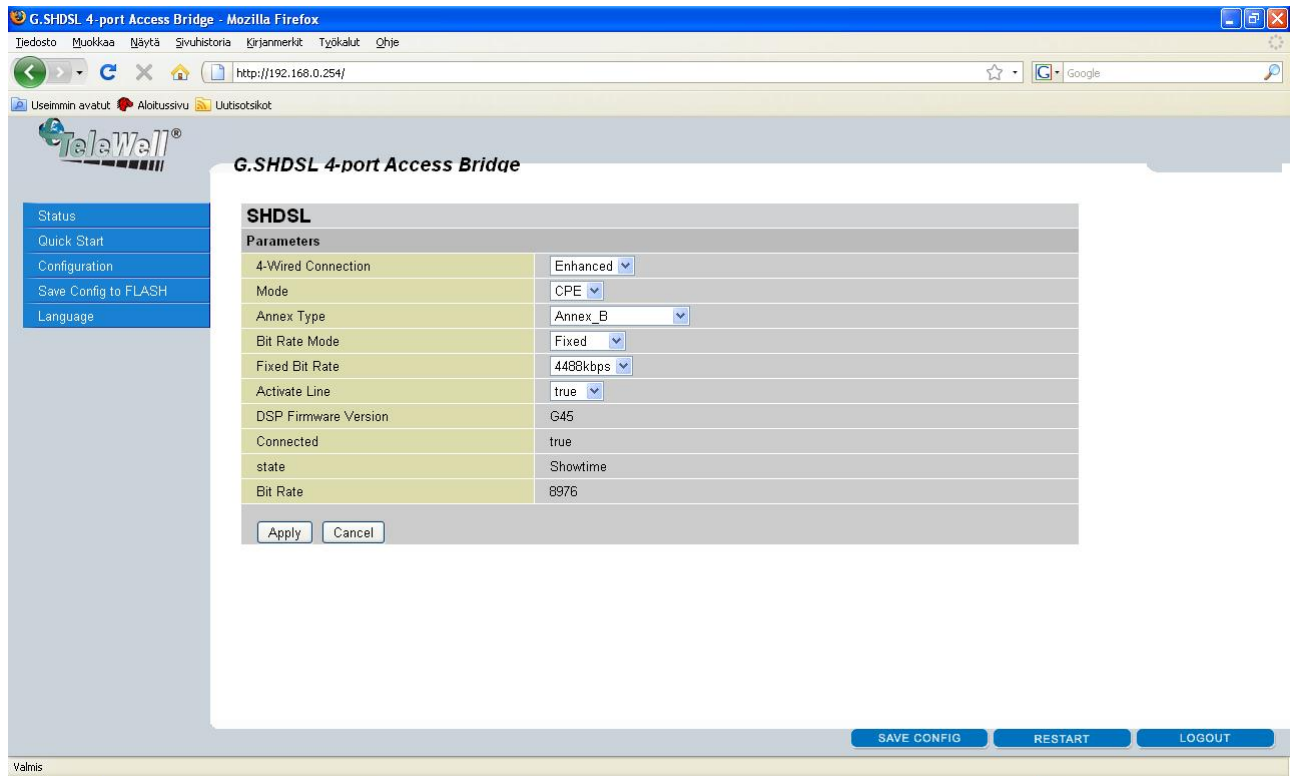 G.SHDSL 4-port Access Bridge - Mozilla Firefox
Tiedosto Muokkaa Näytä Sivuhistoria Kirjanmerkit Työkalut Ohje
http://192.168.0.254/ G Google
Useimmin avatut Aloitussivu Uutisotsikot
TeleWell®
G.SHDSL 4-port Access Bridge
Status
Quick Start
Configuration
Save Config to FLASH
Language
SHDSL
Parameters
4-Wired Connection Enhanced
Mode CPE
Annex Type Annex_B
Bit Rate Mode Fixed
Fixed Bit Rate 4488kbps
Activate Line true
DSP Firmware Version G45
Connected true
state Showtime
Bit Rate 8976
Apply Cancel
SAVE CONFIG RESTART LOGOUT
Valmis